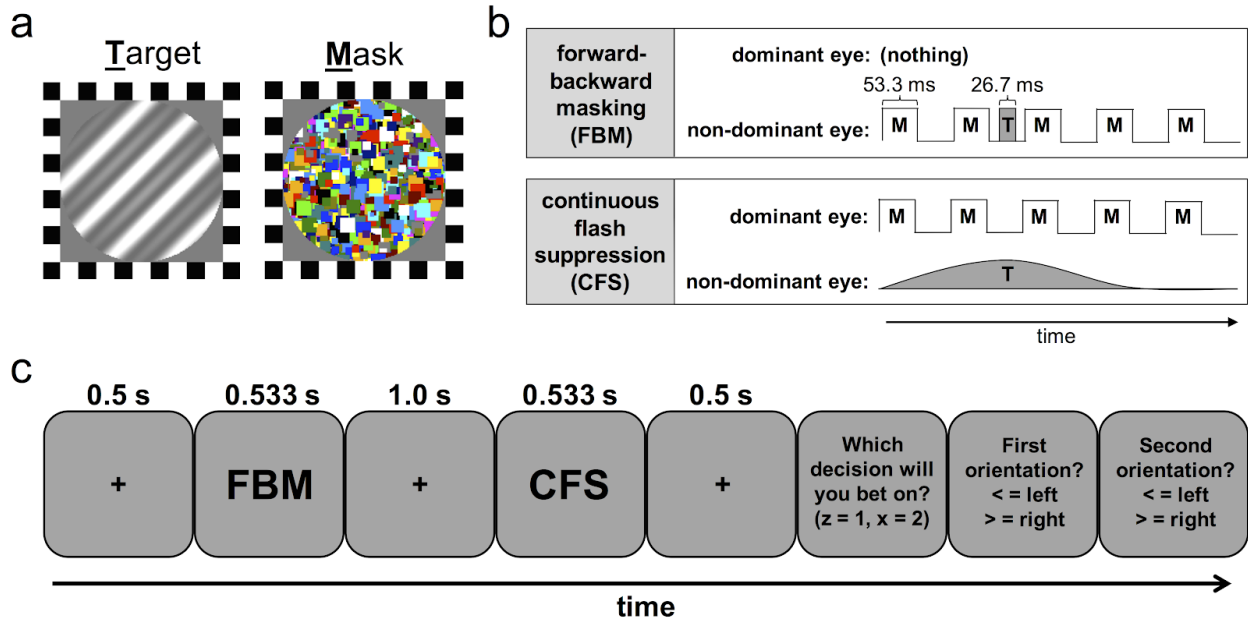 a
Target
Mask
b
forward-
backward
masking
(FBM)
dominant eye: (nothing)
53.3 ms
26.7 ms
non-dominant eye:
M
M
T
M
M
M
continuous
flash
suppression
(CFS)
dominant eye:
M
M
M
M
M
non-dominant eye:
T
time
c
0.5 s
0.533 s
1.0 s
0.533 s
0.5 s
+
FBM
+
CFS
+
Which
decision will
you bet on?
(z = 1, x = 2)
First
orientation?
< = left
> = right
Second
orientation?
< = left
> = right
time